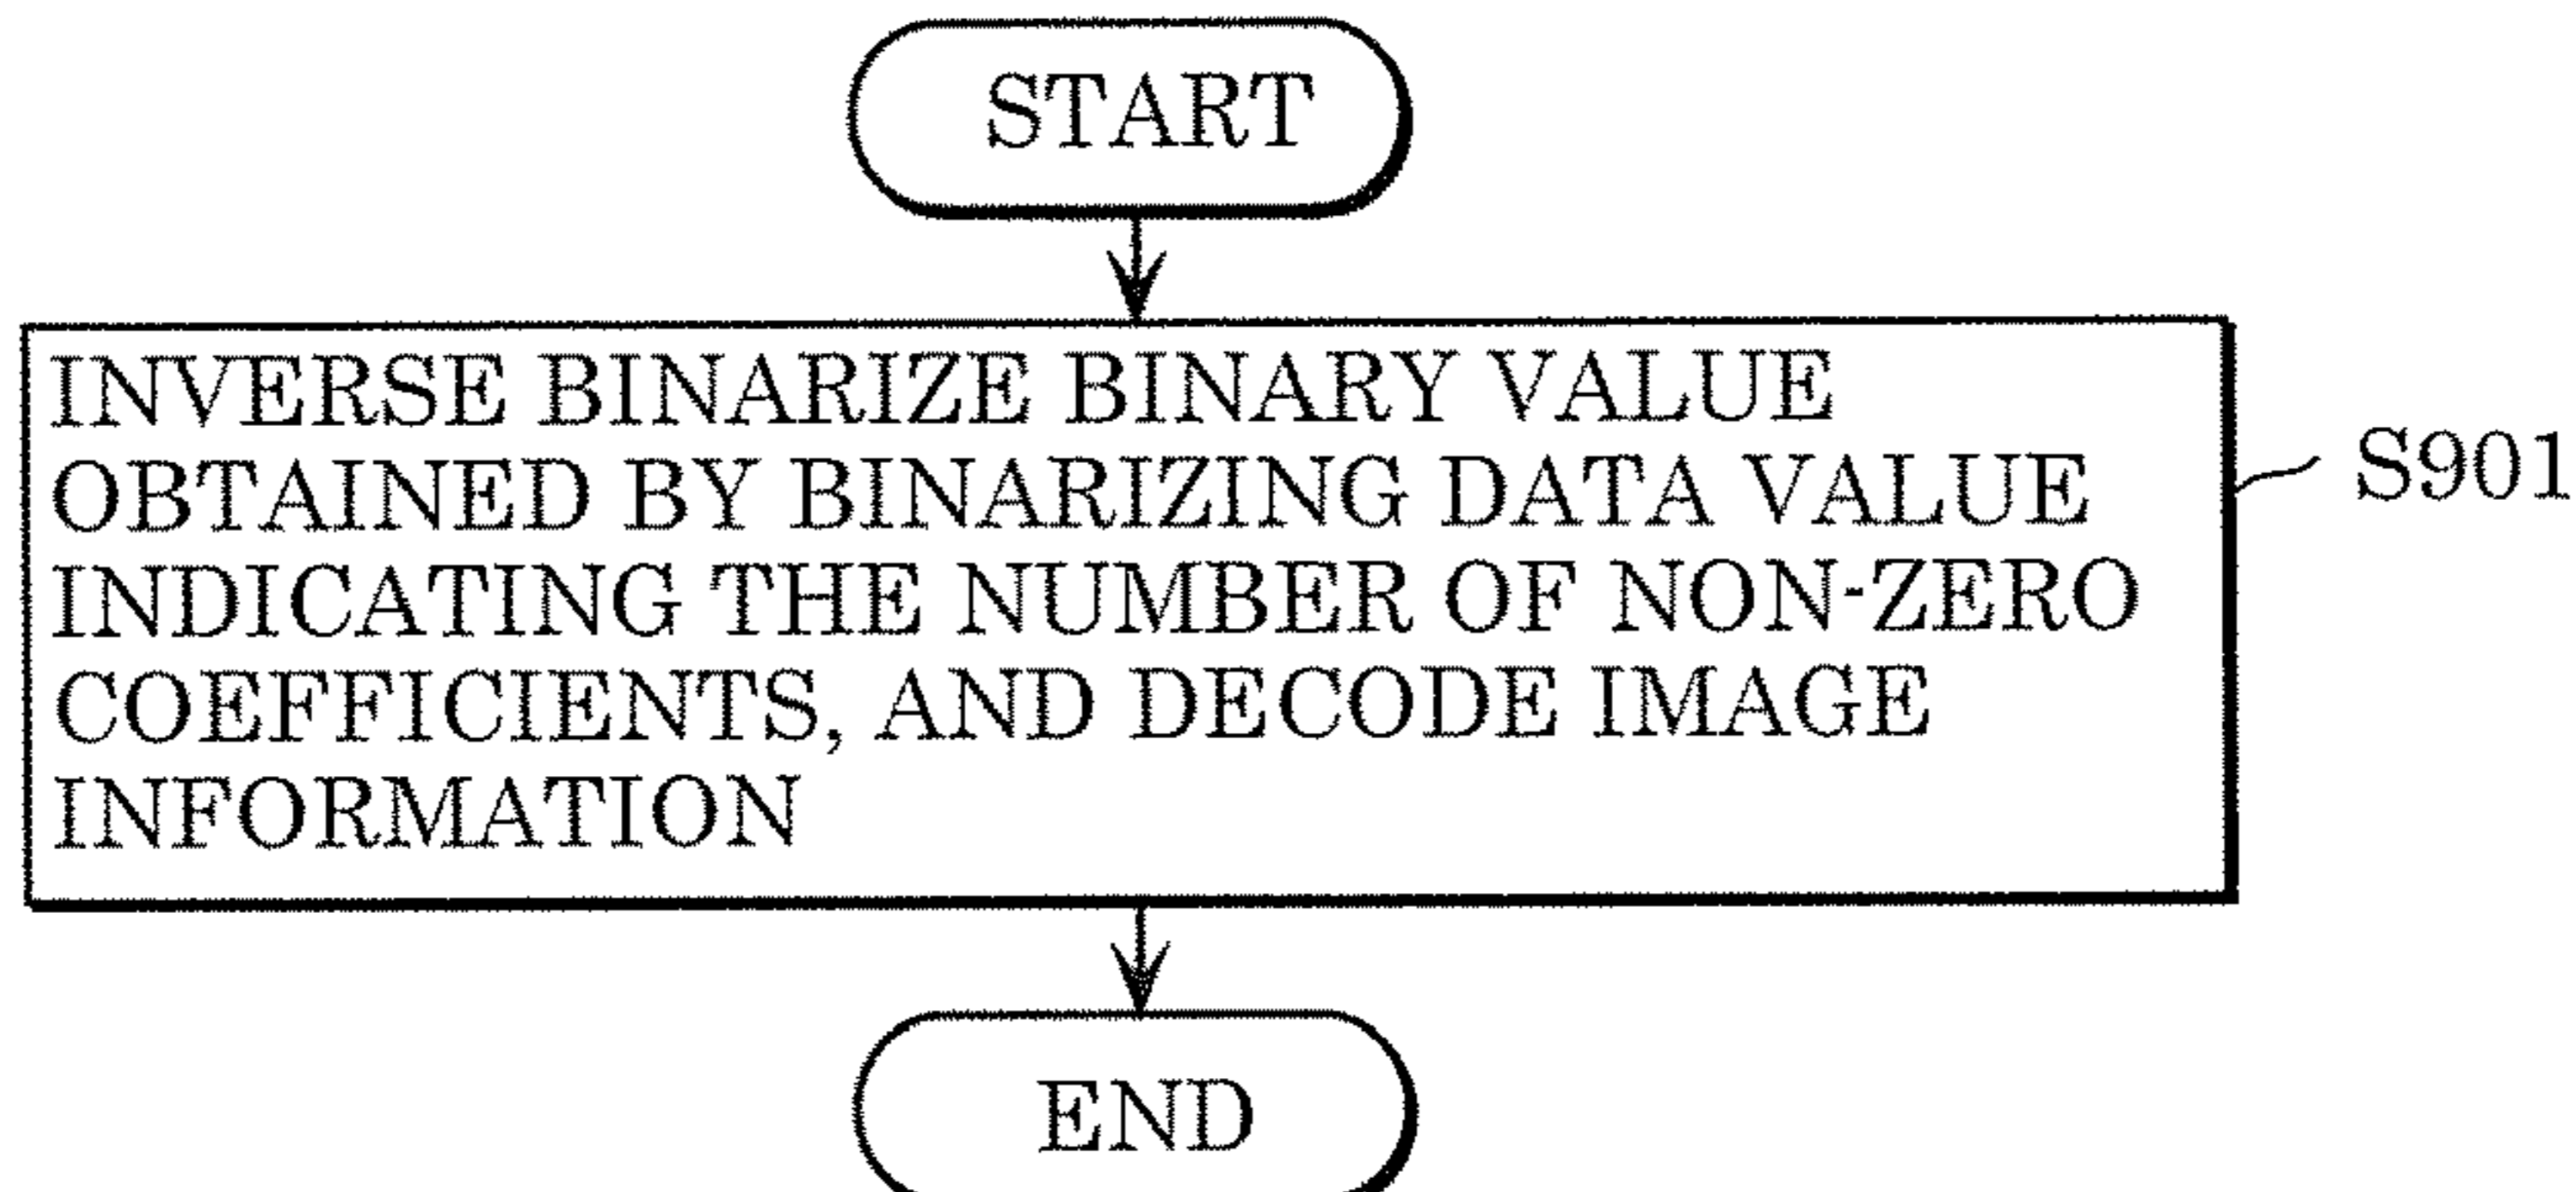 START
INVERSE BINARIZE BINARY VALUE
OBTAINED BY BINARIZING DATA VALUE
INDICATING THE NUMBER OF NON-ZERO
COEFFICIENTS, AND DECODE IMAGE
INFORMATION
S901
END